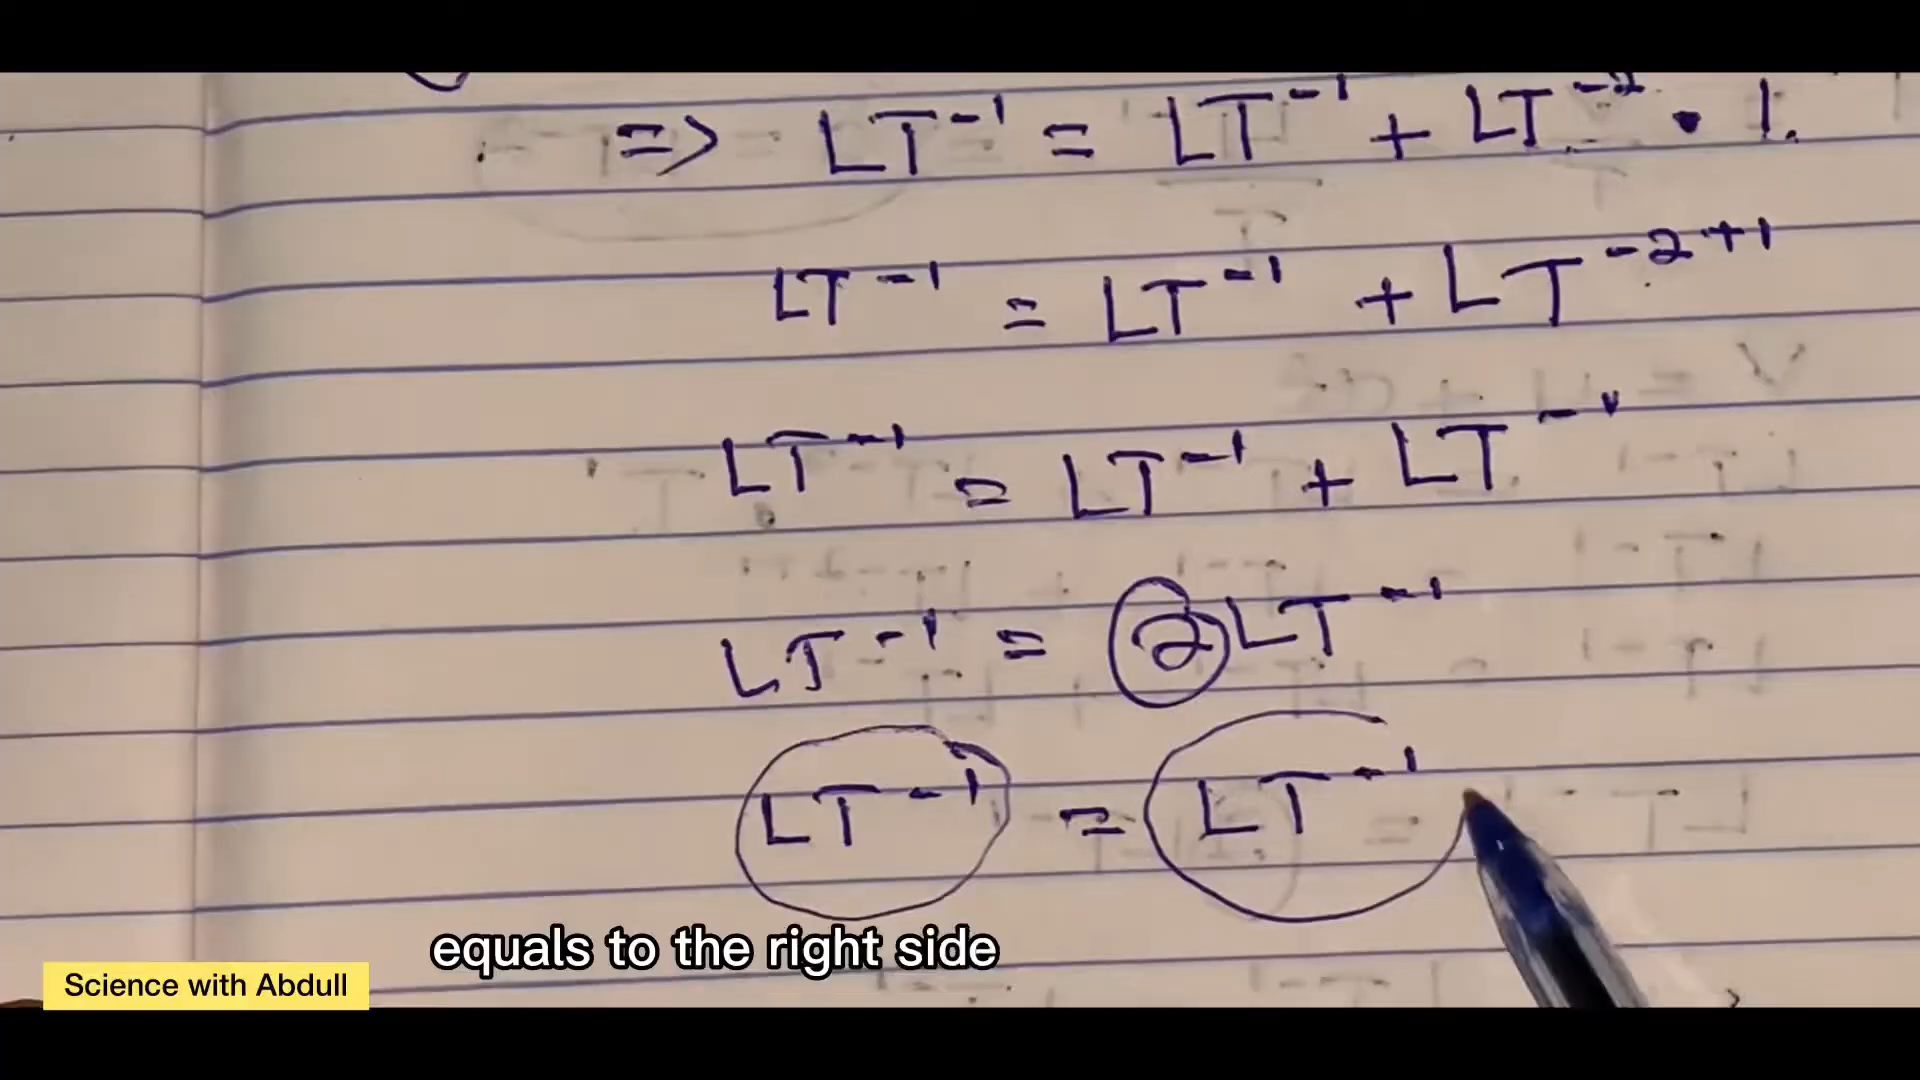 => LT⁻¹ = LT⁻¹ + LT⁻² • T
LT⁻¹ = LT⁻¹ + LT⁻²⁺¹
LT⁻¹ = LT⁻¹ + LT⁻¹
LT⁻¹ = 2LT⁻¹
LT⁻¹ = LT⁻¹
equals to the right side
Science with Abdull